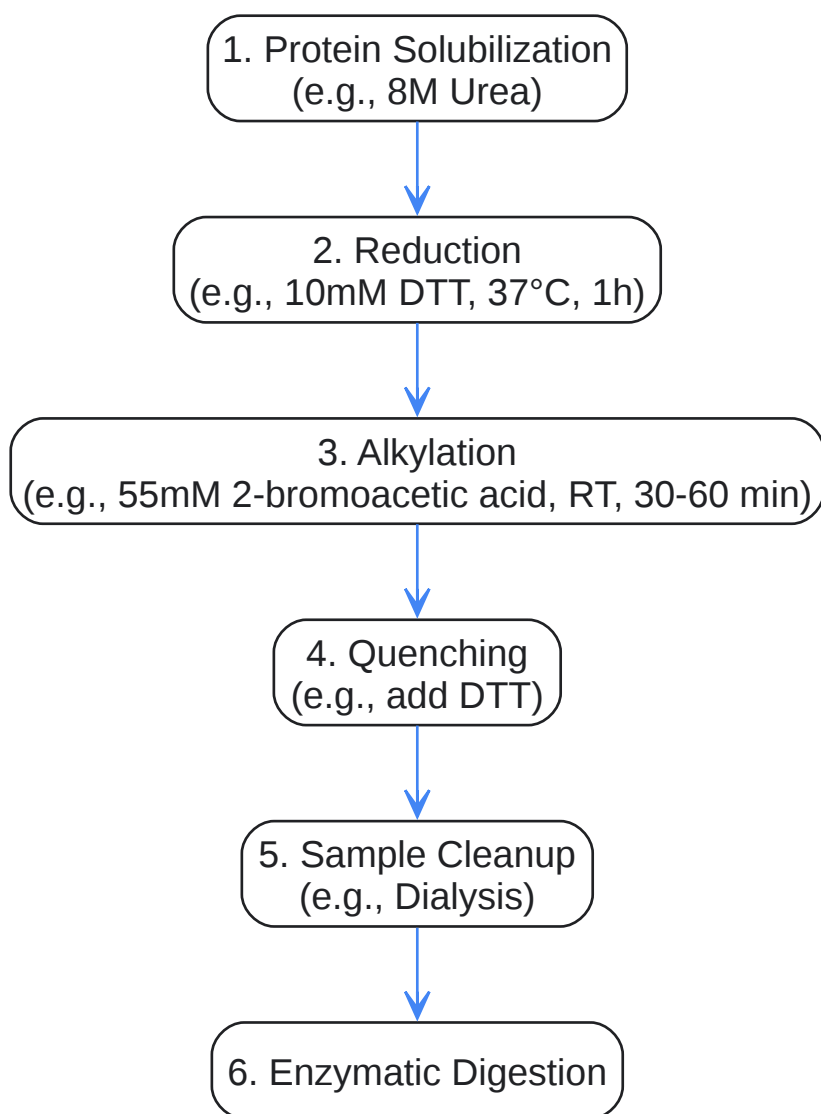 1. Protein Solubilization
(e.g., 8M Urea)
2. Reduction
(e.g., 10mM DTT, 37°C, 1h)
3. Alkylation
(e.g., 55mM 2-bromoacetic acid, RT, 30-60 min)
4. Quenching
(e.g., add DTT)
5. Sample Cleanup
(e.g., Dialysis)
6. Enzymatic Digestion